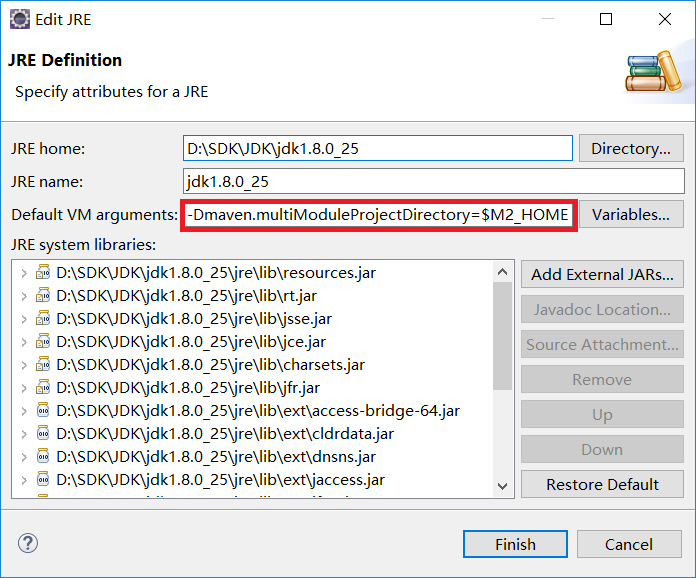 Edit JRE
JRE Definition
Specify attributes for a JRE
JRE home: D:\SDK\JDK\jdk1.8.0_25 Directory...
JRE name: jdk1.8.0_25
Default VM arguments: -Dmaven.multiModuleProjectDirectory=$M2_HOME Variables...
JRE system libraries:
D:\SDK\JDK\jdk1.8.0_25\jre\lib\resources.jar
D:\SDK\JDK\jdk1.8.0_25\jre\lib\rt.jar
D:\SDK\JDK\jdk1.8.0_25\jre\lib\jsse.jar
D:\SDK\JDK\jdk1.8.0_25\jre\lib\jce.jar
D:\SDK\JDK\jdk1.8.0_25\jre\lib\charsets.jar
D:\SDK\JDK\jdk1.8.0_25\jre\lib\jfr.jar
D:\SDK\JDK\jdk1.8.0_25\jre\lib\ext\access-bridge-64.jar
D:\SDK\JDK\jdk1.8.0_25\jre\lib\ext\cldrdata.jar
D:\SDK\JDK\jdk1.8.0_25\jre\lib\ext\dnsns.jar
D:\SDK\JDK\jdk1.8.0_25\jre\lib\ext\jaccess.jar
Add External JARs...
Javadoc Location...
Source Attachment...
Remove
Up
Down
Restore Default
Finish
Cancel